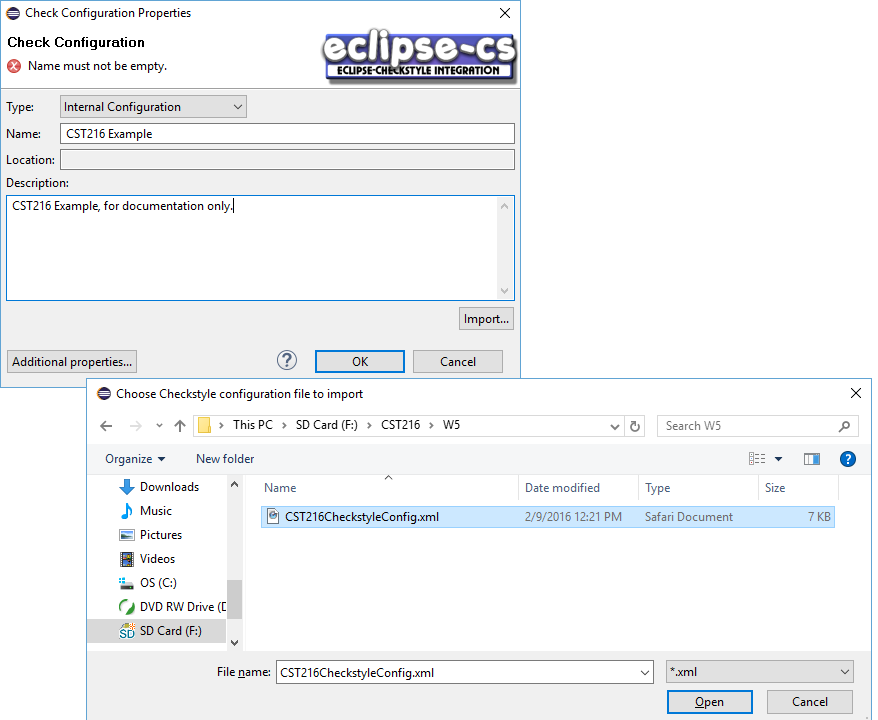 Check Configuration Properties
Check Configuration
Name must not be empty.
eclipse-cs
ECLIPSE-CHECKSTYLE INTEGRATION
Type: Internal Configuration
Name: CST216 Example
Location:
Description:
CST216 Example, for documentation only.
Import...
Additional properties... ? OK Cancel
Choose Checkstyle configuration file to import
This PC > SD Card (F:) > CST216 > W5 Search W5
Organize New folder ?
Downloads Name Date modified Type Size
Music CST216CheckstyleConfig.xml 2/9/2016 12:21 PM Safari Document 7 KB
Pictures
Videos
OS (C:)
DVD RW Drive (D
SD SD Card (F:)
File name: CST216CheckstyleConfig.xml *.xml
Open Cancel